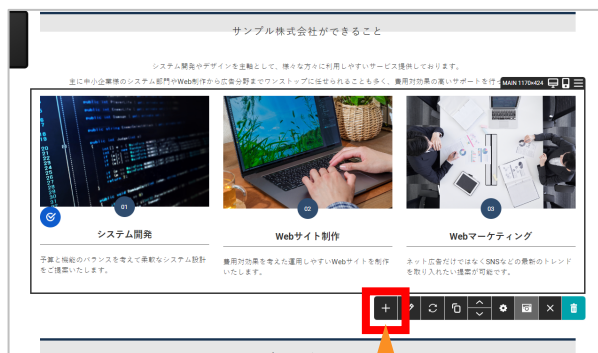 サンプル株式会社ができること
システム開発やデザインを主軸として、様々な方々に利用しやすいサービス提供しております。
主に中小企業様のシステム部門やWeb制作から広告分野までワンストップに任せられることも多く、費用対効果の高いサポートを行っ
MAIN 1170×424
01
02
03
システム開発
Webサイト制作
Webマーケティング
予算と機能のバランスを考えて柔軟なシステム設計
をご提案いたします。
費用対効果を考えた運用しやすいWebサイトを制作
いたします。
ネット広告だけではなくSNSなどの最新のトレンド
を取り入れたい提案が可能です。